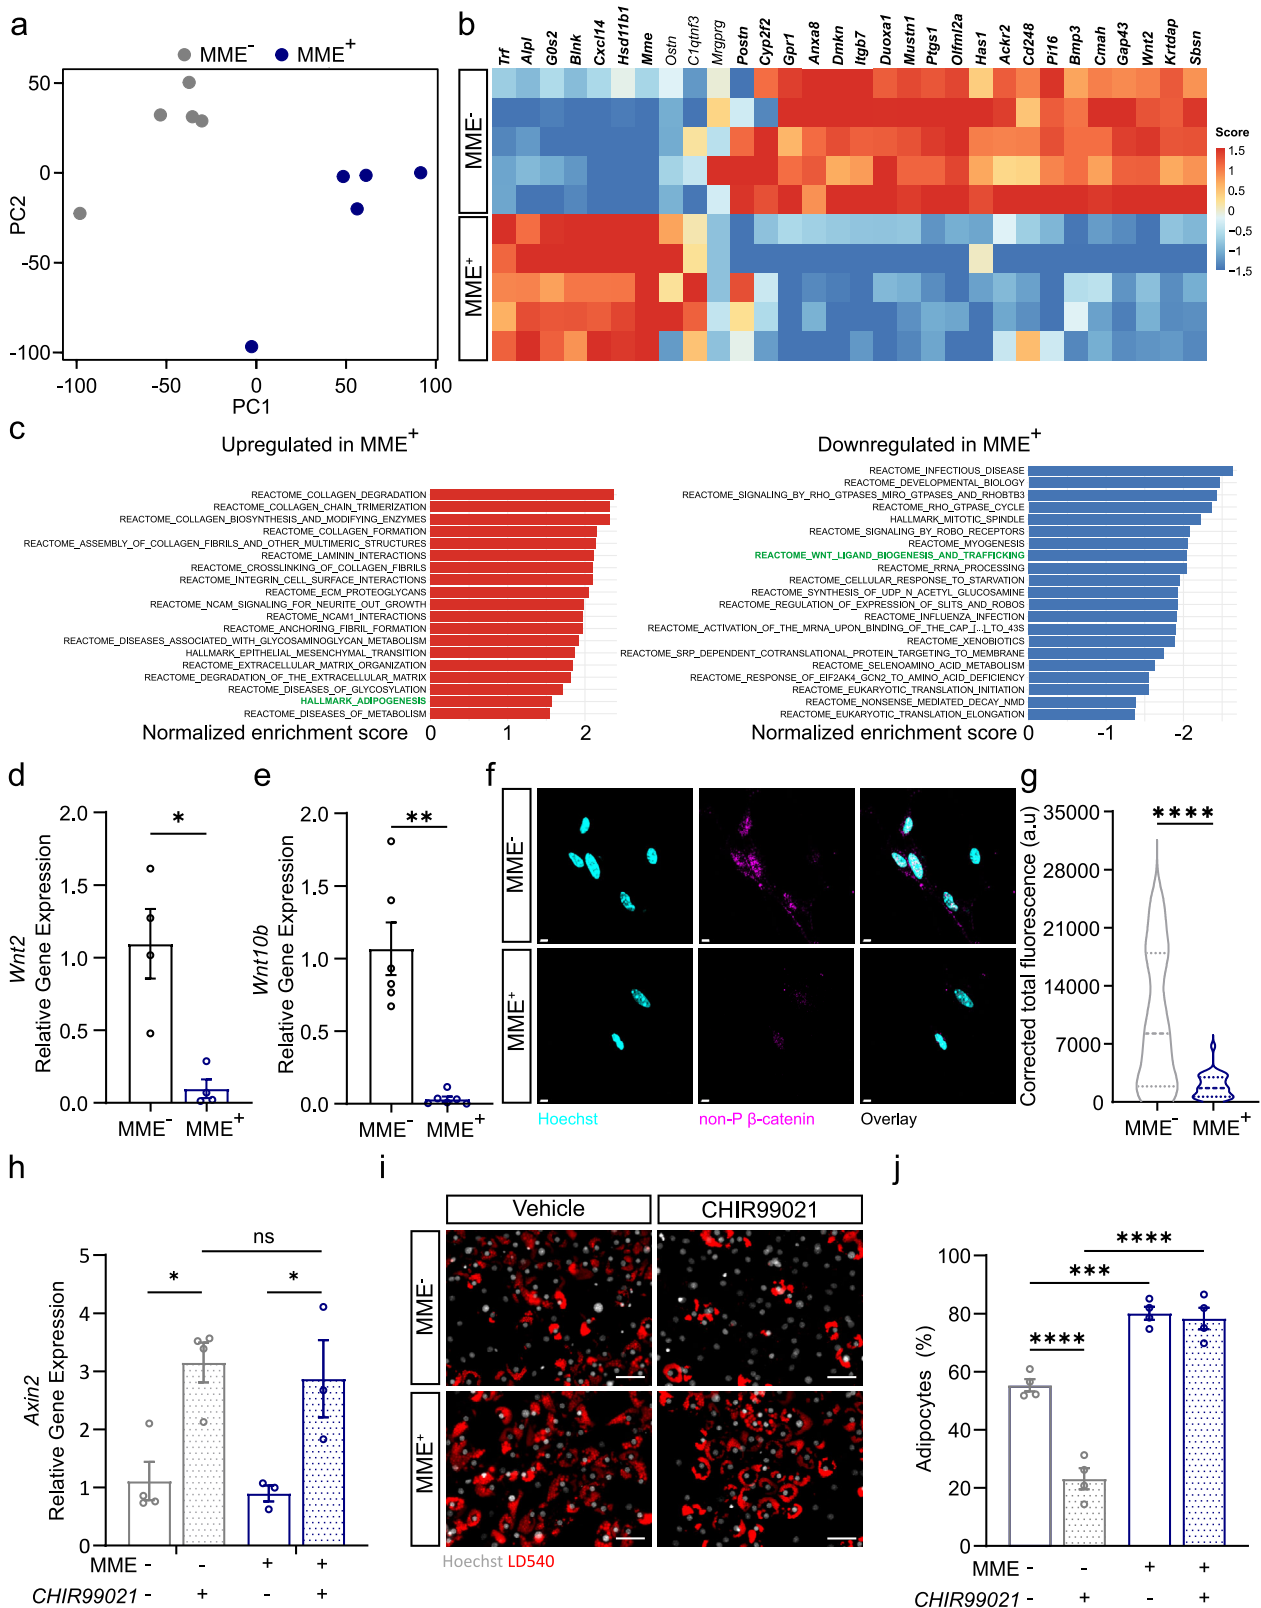 a
MME- MME+
50
0
-50
-100
PC2
-100 -50 0 50 100
PC1
b
Trf Alpl G0s2 Blnk Cxcl14 Hsd11b1 Mme Ostn C1qtnf3 Mrgprg Postn Cyp2f2 Gpr1 Anxa8 Dmkn Itgb7 Duoxa1 Mustn1 Ptgs1 Olfml2a Has1 Ackr2 Cd248 Pi16 Bmp3 Cmah Gap43 Wnt2 Krtdap Sbsn
MME-
MME+
Score
1.5
1
0.5
0
-0.5
-1
-1.5
c
Upregulated in MME+
REACTOME_COLLAGEN_DEGRADATION
REACTOME_COLLAGEN_CHAIN_TRIMERIZATION
REACTOME_COLLAGEN_BIOSYNTHESIS_AND_MODIFYING_ENZYMES
REACTOME_COLLAGEN_FORMATION
REACTOME_ASSEMBLY_OF_COLLAGEN_FIBRILS_AND_OTHER_MULTIMERIC_STRUCTURES
REACTOME_LAMININ_INTERACTIONS
REACTOME_CROSSLINKING_OF_COLLAGEN_FIBRILS
REACTOME_INTEGRIN_CELL_SURFACE_INTERACTIONS
REACTOME_ECM_PROTEOGLYCANS
REACTOME_NCAM_SIGNALING_FOR_NEURITE_OUT_GROWTH
REACTOME_NCAM1_INTERACTIONS
REACTOME_ANCHORING_FIBRIL_FORMATION
REACTOME_DISEASES_ASSOCIATED_WITH_GLYCOSAMINOGLYCAN_METABOLISM
HALLMARK_EPITHELIAL_MESENCHYMAL_TRANSITION
REACTOME_EXTRACELLULAR_MATRIX_ORGANIZATION
REACTOME_DEGRADATION_OF_THE_EXTRACELLULAR_MATRIX
REACTOME_DISEASES_OF_GLYCOSYLATION
HALLMARK_ADIPOGENESIS
REACTOME_DISEASES_OF_METABOLISM
Normalized enrichment score 0 1 2
Downregulated in MME+
REACTOME_INFECTIOUS_DISEASE
REACTOME_DEVELOPMENTAL_BIOLOGY
REACTOME_SIGNALING_BY_RHO_GTPASES_MIRO_GTPASES_AND_RHOBTB3
REACTOME_RHO_GTPASE_CYCLE
HALLMARK_MITOTIC_SPINDLE
REACTOME_SIGNALING_BY_ROBO_RECEPTORS
REACTOME_MYOGENESIS
REACTOME_WNT_LIGAND_BIOGENESIS_AND_TRAFFICKING
REACTOME_RRNA_PROCESSING
REACTOME_CELLULAR_RESPONSE_TO_STARVATION
REACTOME_SYNTHESIS_OF_UDP_N_ACETYL_GLUCOSAMINE
REACTOME_REGULATION_OF_EXPRESSION_OF_SLITS_AND_ROBOS
REACTOME_INFLUENZA_INFECTION
REACTOME_ACTIVATION_OF_THE_MRNA_UPON_BINDING_OF_THE_CAP_[...]_TO_43S
REACTOME_XENOBIOTICS
REACTOME_SRP_DEPENDENT_COTRANSLATIONAL_PROTEIN_TARGETING_TO_MEMBRANE
REACTOME_SELENOAMINO_ACID_METABOLISM
REACTOME_RESPONSE_OF_EIF2AK4_GCN2_TO_AMINO_ACID_DEFICIENCY
REACTOME_EUKARYOTIC_TRANSLATION_INITIATION
REACTOME_NONSENSE_MEDIATED_DECAY_NMD
REACTOME_EUKARYOTIC_TRANSLATION_ELONGATION
Normalized enrichment score 0 -1 -2
d
Wnt2
Relative Gene Expression
2.0
1.5
1.0
0.5
0.0
*
MME- MME+
e
Wnt10b
Relative Gene Expression
2.0
1.5
1.0
0.5
0.0
**
MME- MME+
f
MME-
MME+
Hoechst non-P β-catenin Overlay
g
Corrected total fluorescence (a.u)
35000
28000
21000
14000
7000
0
****
MME- MME+
h
Axin2
Relative Gene Expression
5
4
3
2
1
0
ns
* *
MME - - + +
CHIR99021 - + - +
i
Vehicle CHIR99021
MME-
MME+
Hoechst LD540
j
Adipocytes (%)
100
80
60
40
20
0
****
***
****
MME - - + +
CHIR99021 - + - +